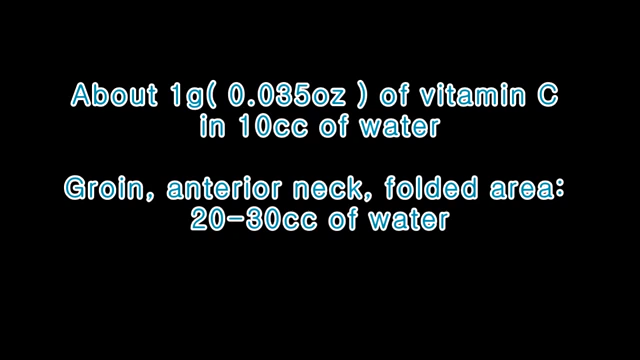 About 1g( 0.035oz ) of vitamin C
in 10cc of water
Groin, anterior neck, folded area:
20-30cc of water